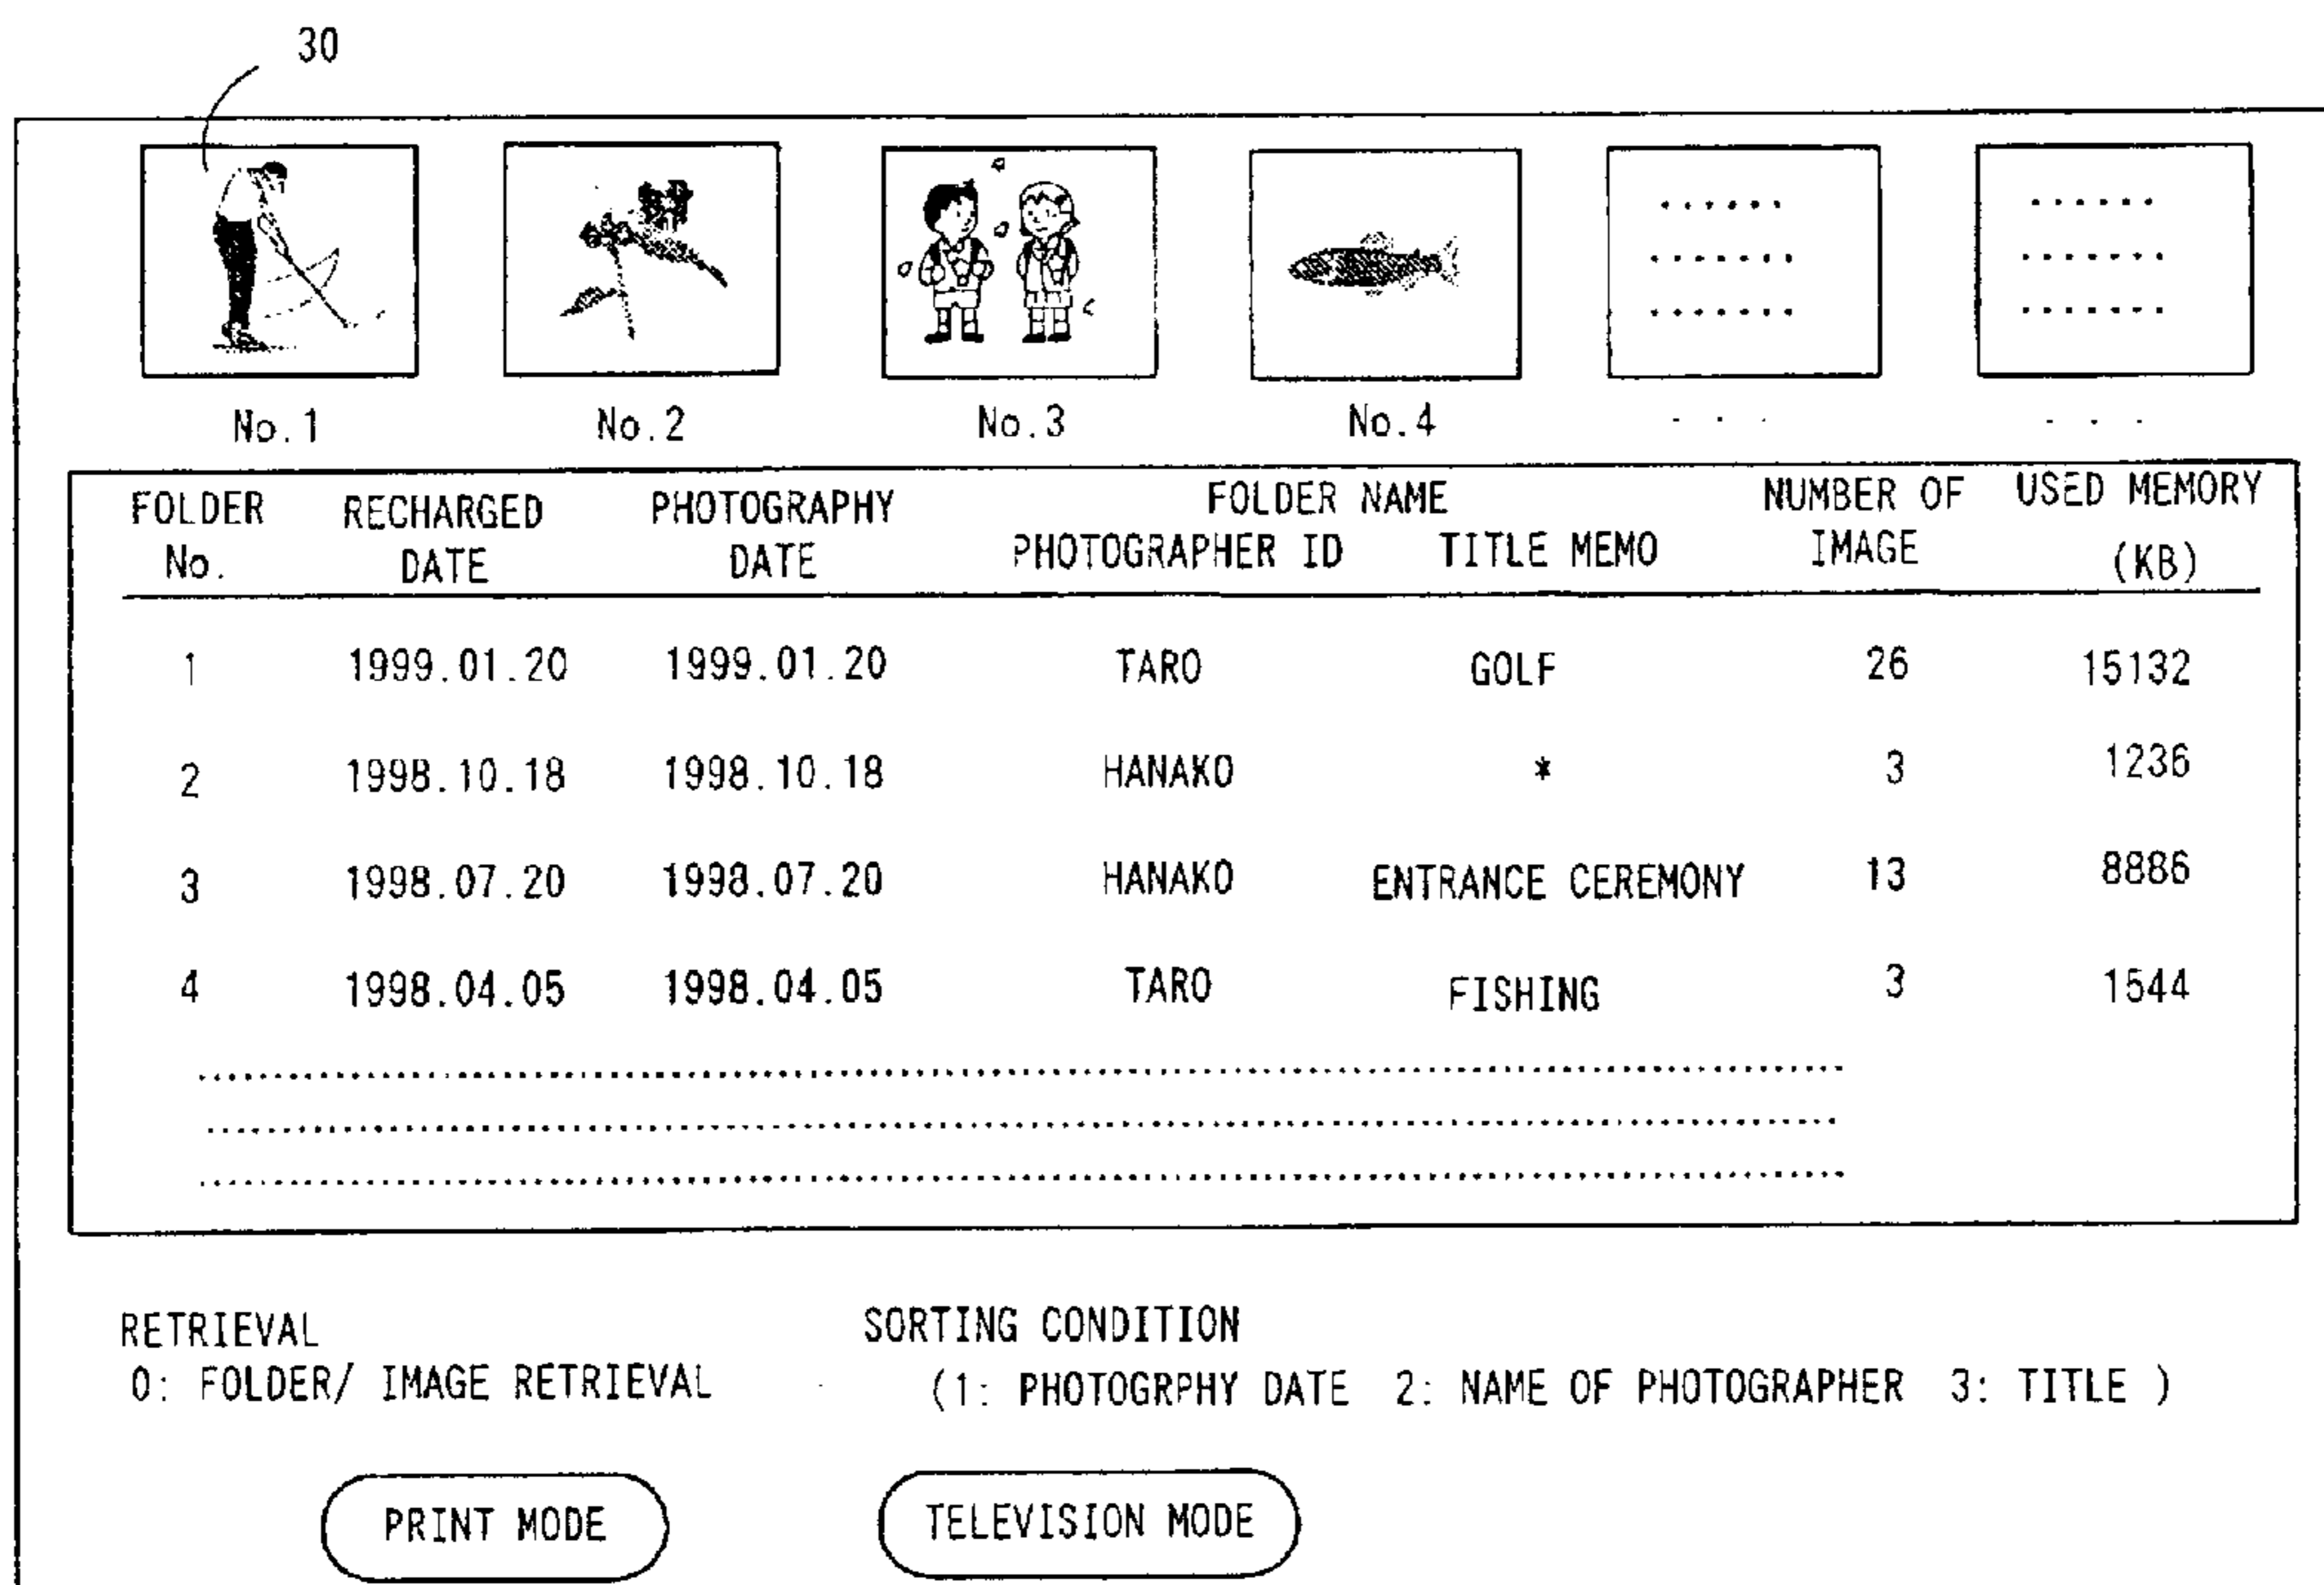 30
No.1 No.2 No.3 No.4 ... ...
FOLDER No. RECHARGED DATE PHOTOGRAPHY DATE FOLDER NAME PHOTOGRAPHER ID TITLE MEMO NUMBER OF IMAGE USED MEMORY (KB)
1 1999.01.20 1999.01.20 TARO GOLF 26 15132
2 1998.10.18 1998.10.18 HANAKO * 3 1236
3 1998.07.20 1998.07.20 HANAKO ENTRANCE CEREMONY 13 8886
4 1998.04.05 1998.04.05 TARO FISHING 3 1544
RETRIEVAL SORTING CONDITION
0: FOLDER/ IMAGE RETRIEVAL (1: PHOTOGRPHY DATE 2: NAME OF PHOTOGRAPHER 3: TITLE )
PRINT MODE TELEVISION MODE